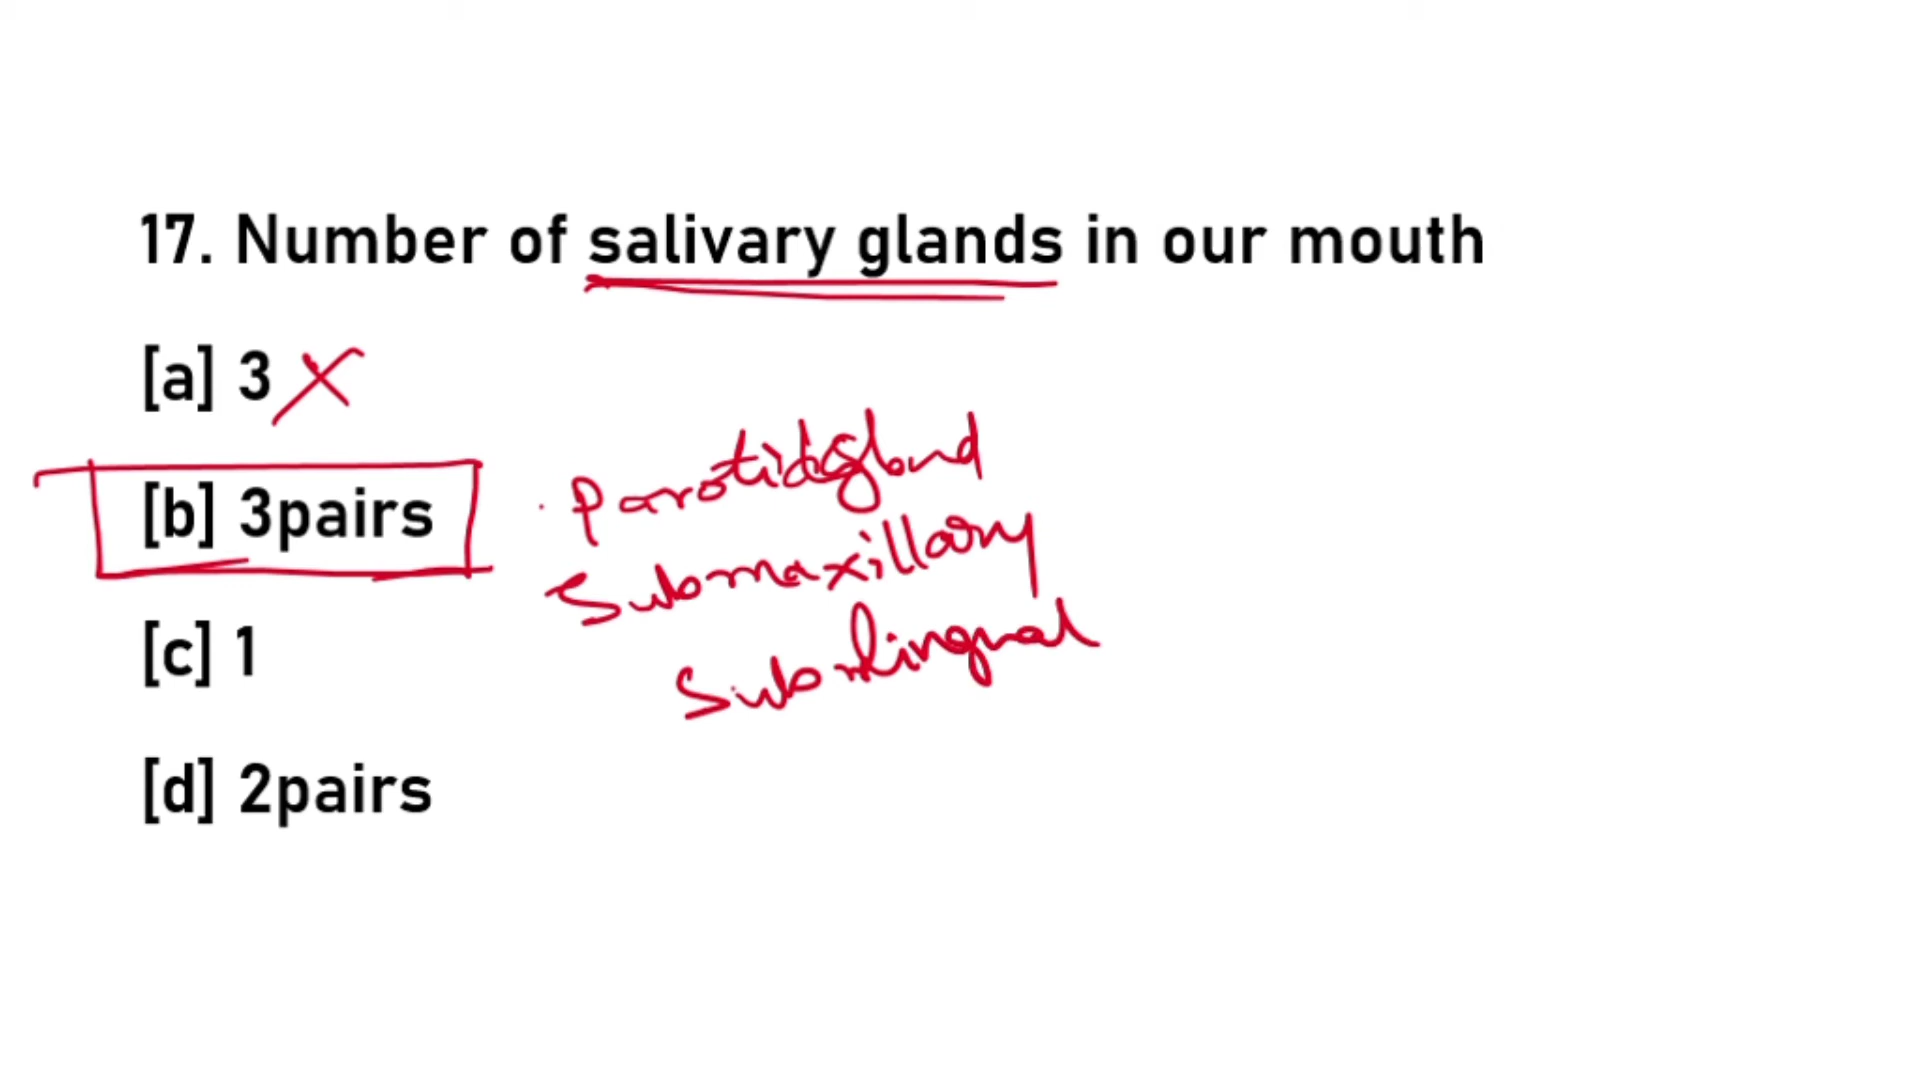 17. Number of salivary glands in our mouth
[a] 3
[b] 3pairs
Parotid gland
Submaxillary
Sublingual
[c] 1
[d] 2pairs